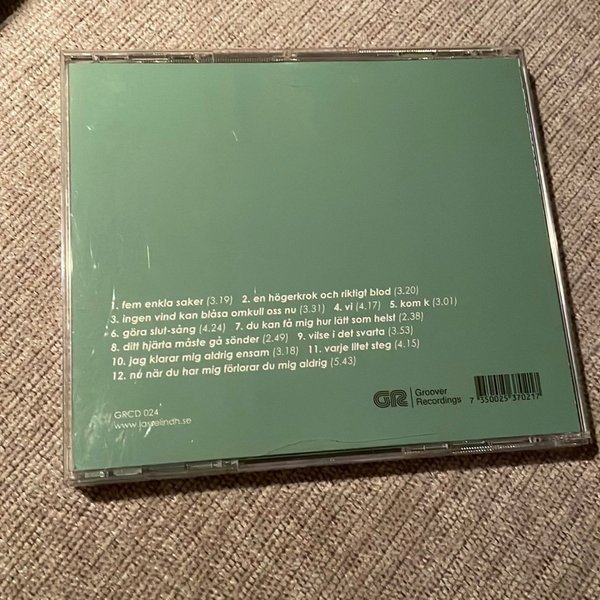 1. fem enkla saker (3.19) 2. en högerkrok och riktigt blod (3.20)
3. ingen vind kan blåsa omkull oss nu (3.31) 4. vi (4.17) 5. kom k (3.01)
6. göra slut-sång (4.24) 7. du kan få mig hur lätt som helst (2.38)
8. ditt hjärta måste gå sönder (2.49) 9. vilse i det svarta (3.53)
10. jag klarar mig aldrig ensam (3.18) 11. varje litet steg (4.15)
12. när du har mig förlorar du mig aldrig (5.43)
GRCD 024
GR Groover
Recordings
7 350025 370217